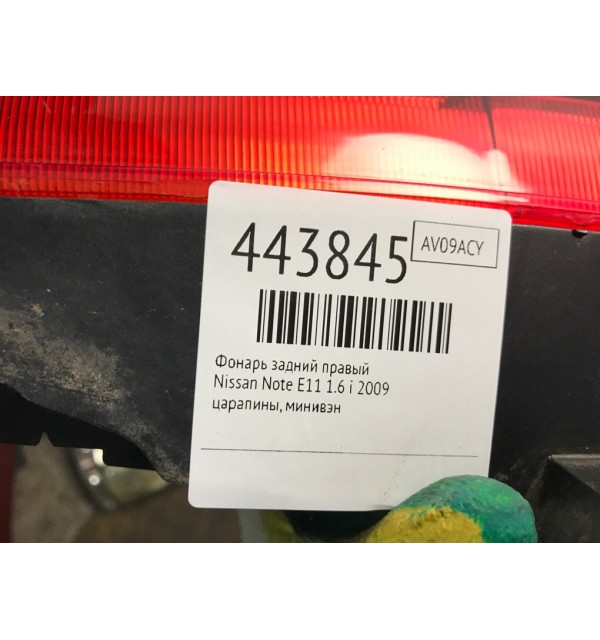 443845
AV09ACY
Фонарь задний правый
Nissan Note E11 1.6 i 2009
царапины, минивэн